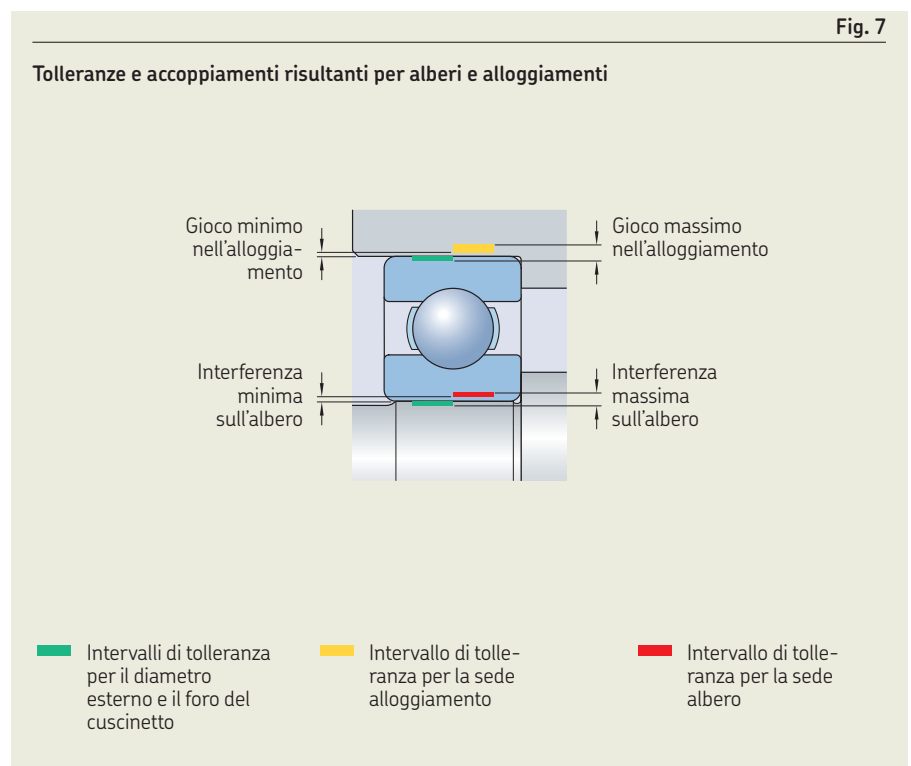 Fig. 7
Tolleranze e accoppiamenti risultanti per alberi e alloggiamenti
Gioco minimo
nell'alloggia-
mento
Gioco massimo
nell'alloggiamento
Interferenza
minima
sull'albero
Interferenza
massima
sull'albero
Intervalli di tolleranza
per il diametro
esterno e il foro del
cuscinetto
Intervallo di tolle-
ranza per la sede
alloggiamento
Intervallo di tolle-
ranza per la sede
albero